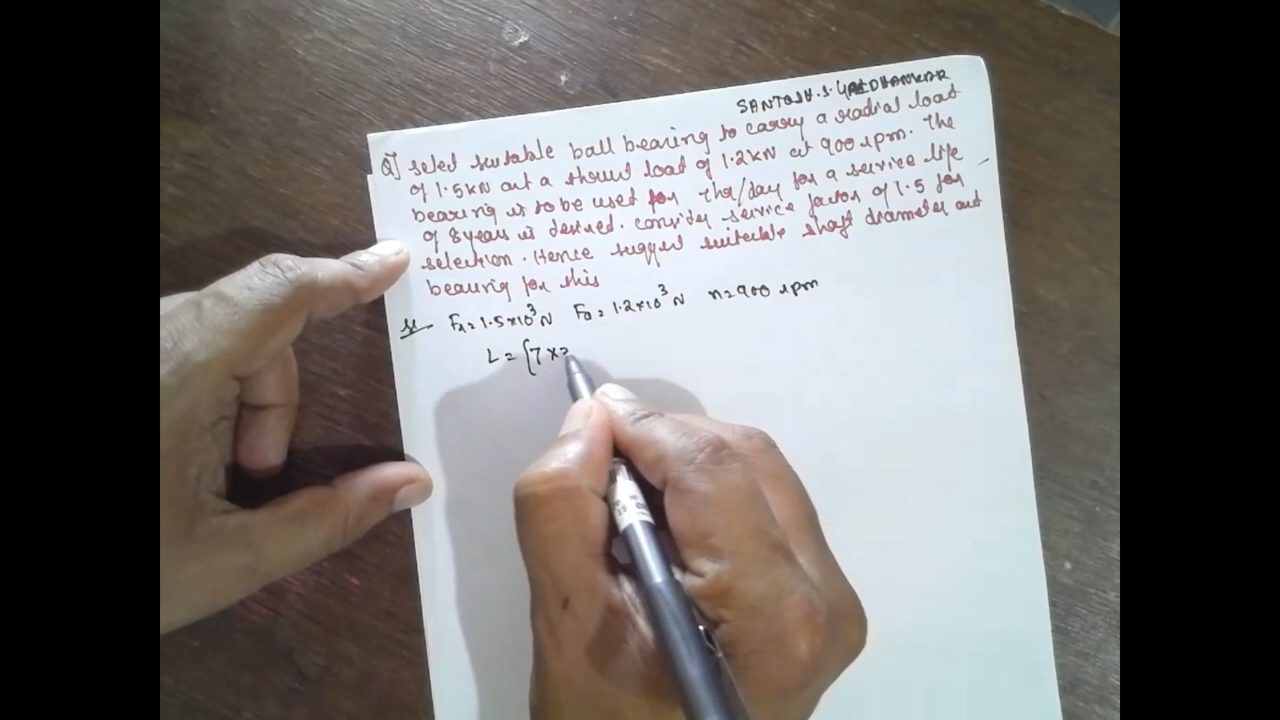 SANTOSH.S.
Q] select suitable ball bearing to carry a radial load
of 1.5kN and a thrust load of 1.2kN at 900 rpm. The
bearing is to be used for 7hr/day for a service life
of 8 years is desired. consider service factor of 1.5 for
selection. Hence suggest suitable shaft diameter and
bearing for this
Fr = 1.5×10³ N Fa = 1.2×10³ N n=900 rpm
L = {7×